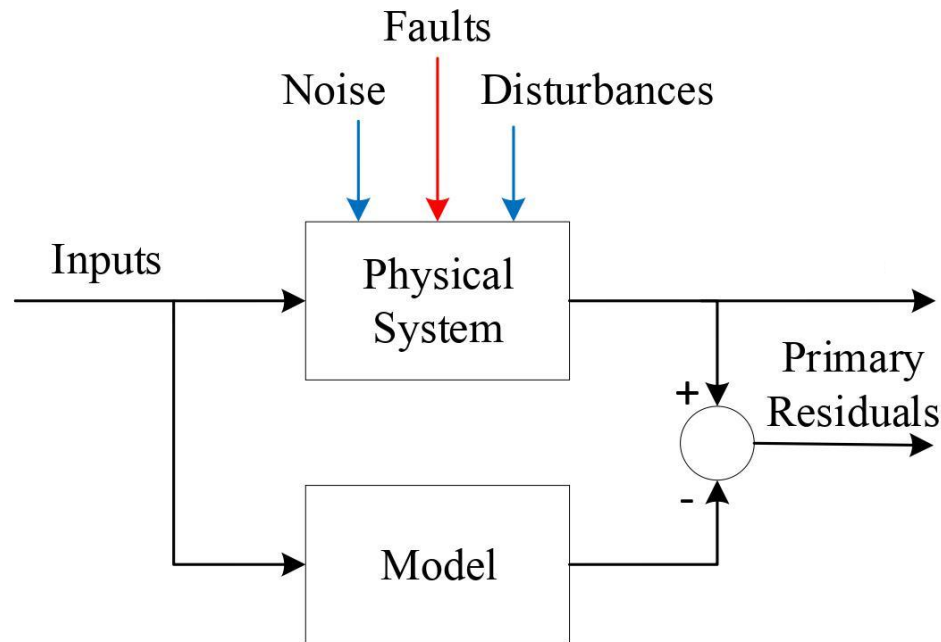 Faults
Noise
Disturbances
Inputs
Physical
System
+
Primary
Residuals
-
Model